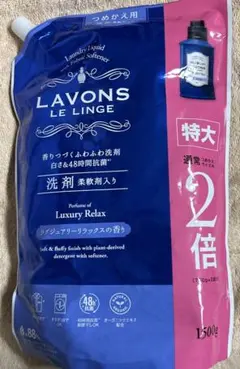 つめかえ用
Laundry Liquid
Fabric Softener
LAVONS
LE LINGE
特大
通常
2倍
香りつづくふわふわ洗剤
白さ&48時間抗菌
洗剤
柔軟剤入り
Perfume of
Luxury Relax
ラグジュアリーリラックスの香り
Soft & fluffy finish with plant-derived
detergent with softener.
48h
1500g